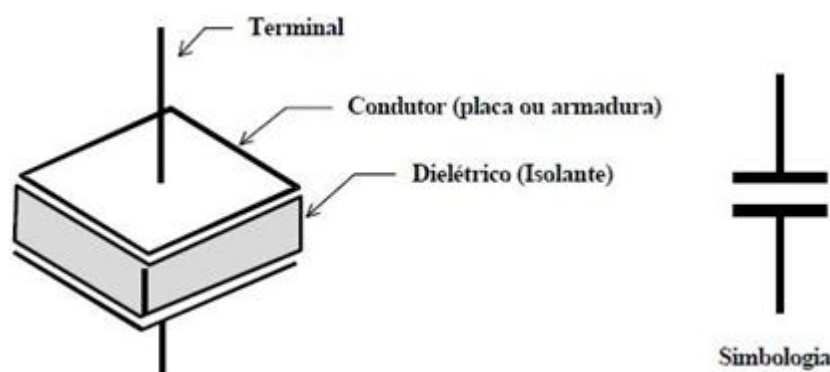 Terminal
Condutor (placa ou armadura)
Dielétrico (Isolante)
Simbologia